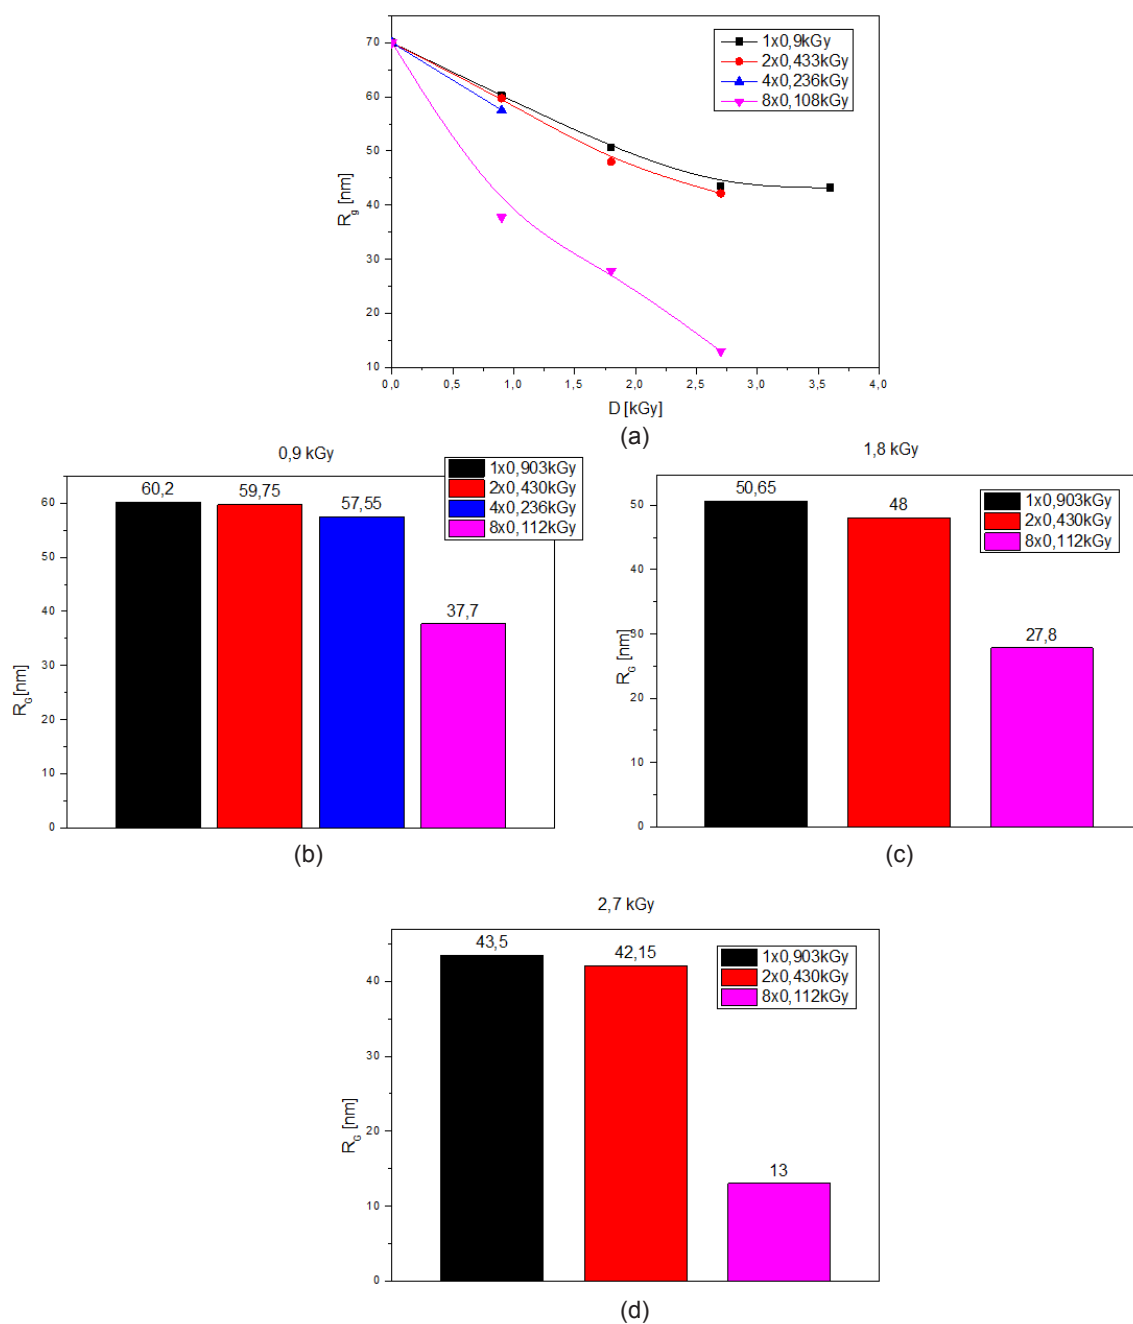 70
60
50
40
30
20
10
R_g [nm]
1x0,9kGy
2x0,433kGy
4x0,236kGy
8x0,108kGy
0,0 0,5 1,0 1,5 2,0 2,5 3,0 3,5 4,0
D [kGy]
(a)
0,9 kGy
60
50
40
30
20
10
0
R_G [nm]
60,2
59,75
57,55
37,7
1x0,903kGy
2x0,430kGy
4x0,236kGy
8x0,112kGy
(b)
1,8 kGy
50
40
30
20
10
0
R_G [nm]
50,65
48
27,8
1x0,903kGy
2x0,430kGy
8x0,112kGy
(c)
2,7 kGy
40
30
20
10
0
R_G [nm]
43,5
42,15
13
1x0,903kGy
2x0,430kGy
8x0,112kGy
(d)